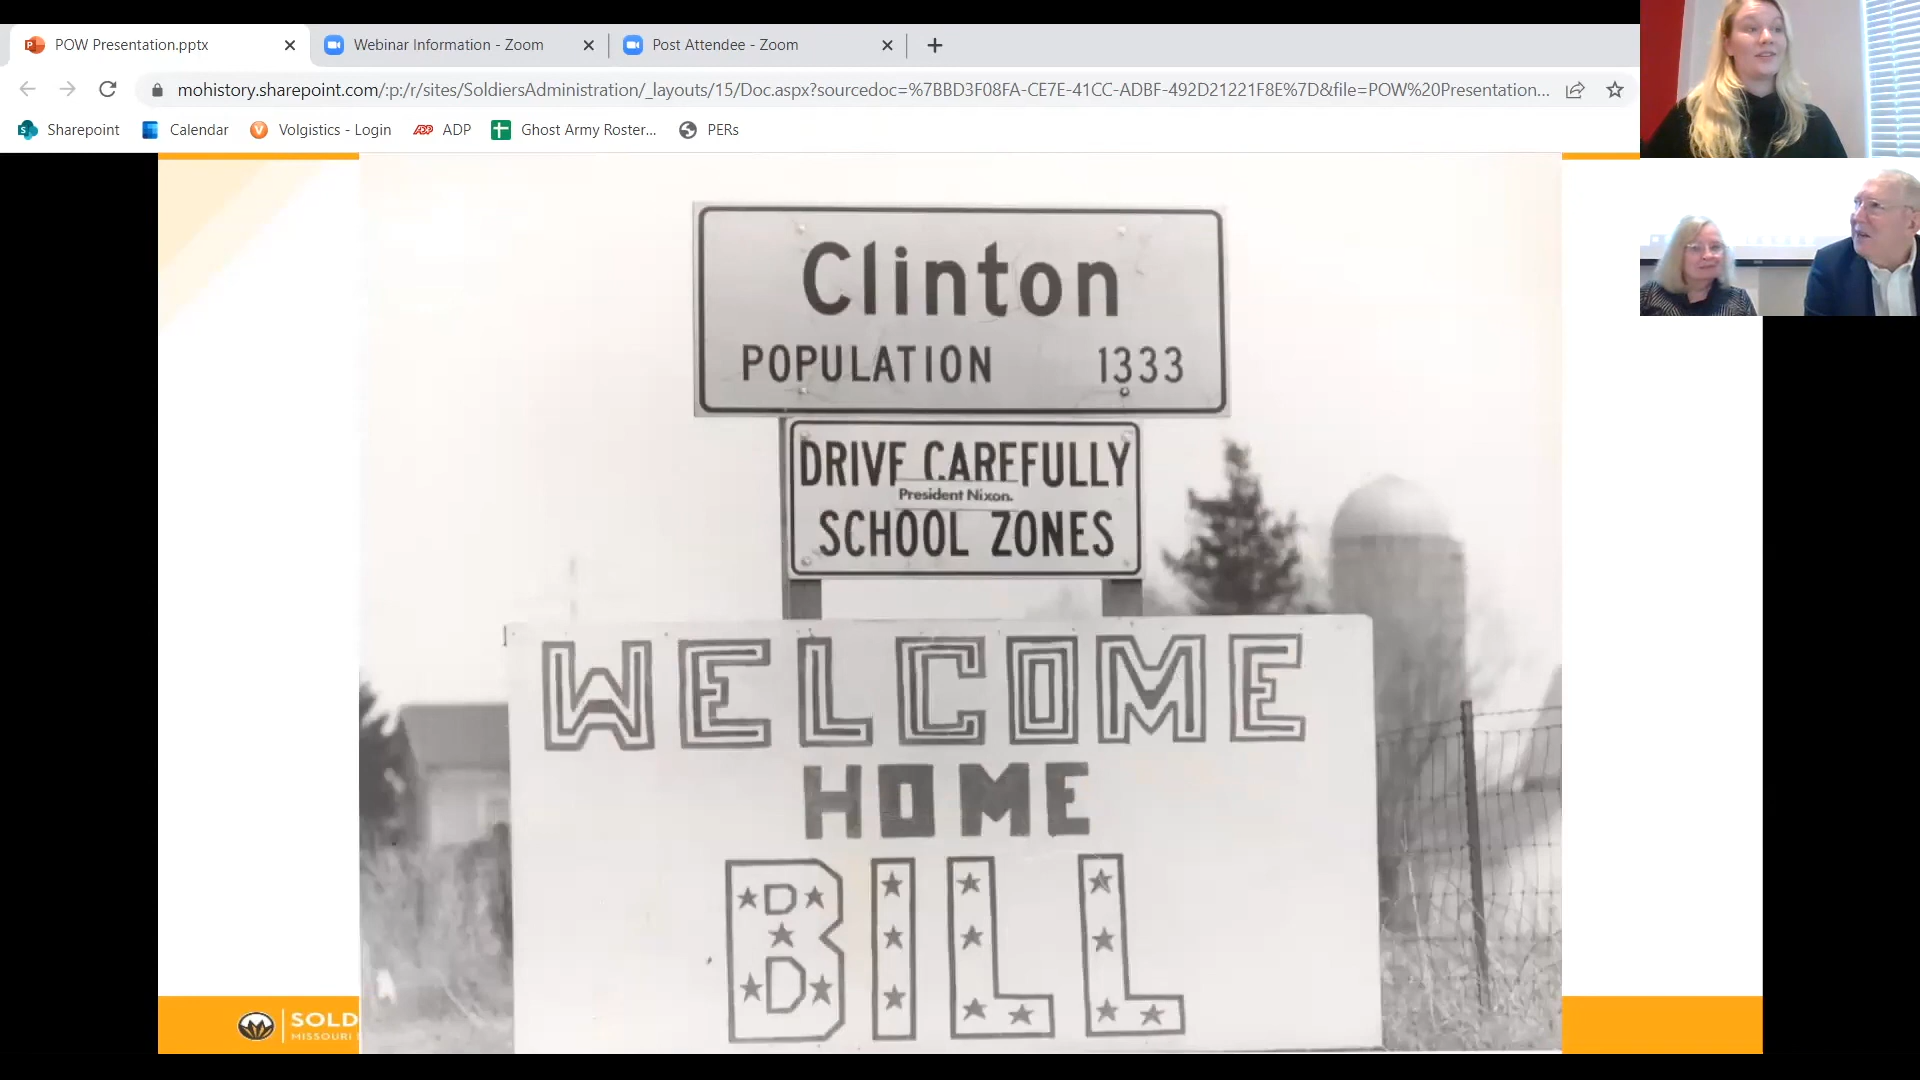 POW Presentation.pptx
Webinar Information - Zoom
Post Attendee - Zoom
mohistory.sharepoint.com/:p:/r/sites/SoldiersAdministration/_layouts/15/Doc.aspx?sourcedoc=%7BBD3F08FA-CE7E-41CC-ADBF-492D21221F8E%7D&file=POW%20Presentation...
Sharepoint
Calendar
Volgistics - Login
ADP
Ghost Army Roster...
PERs
Clinton
POPULATION 1333
DRIVE CAREFULLY
President Nixon.
SCHOOL ZONES
WELCOME
HOME
BILL
SOLD
MISSOURI